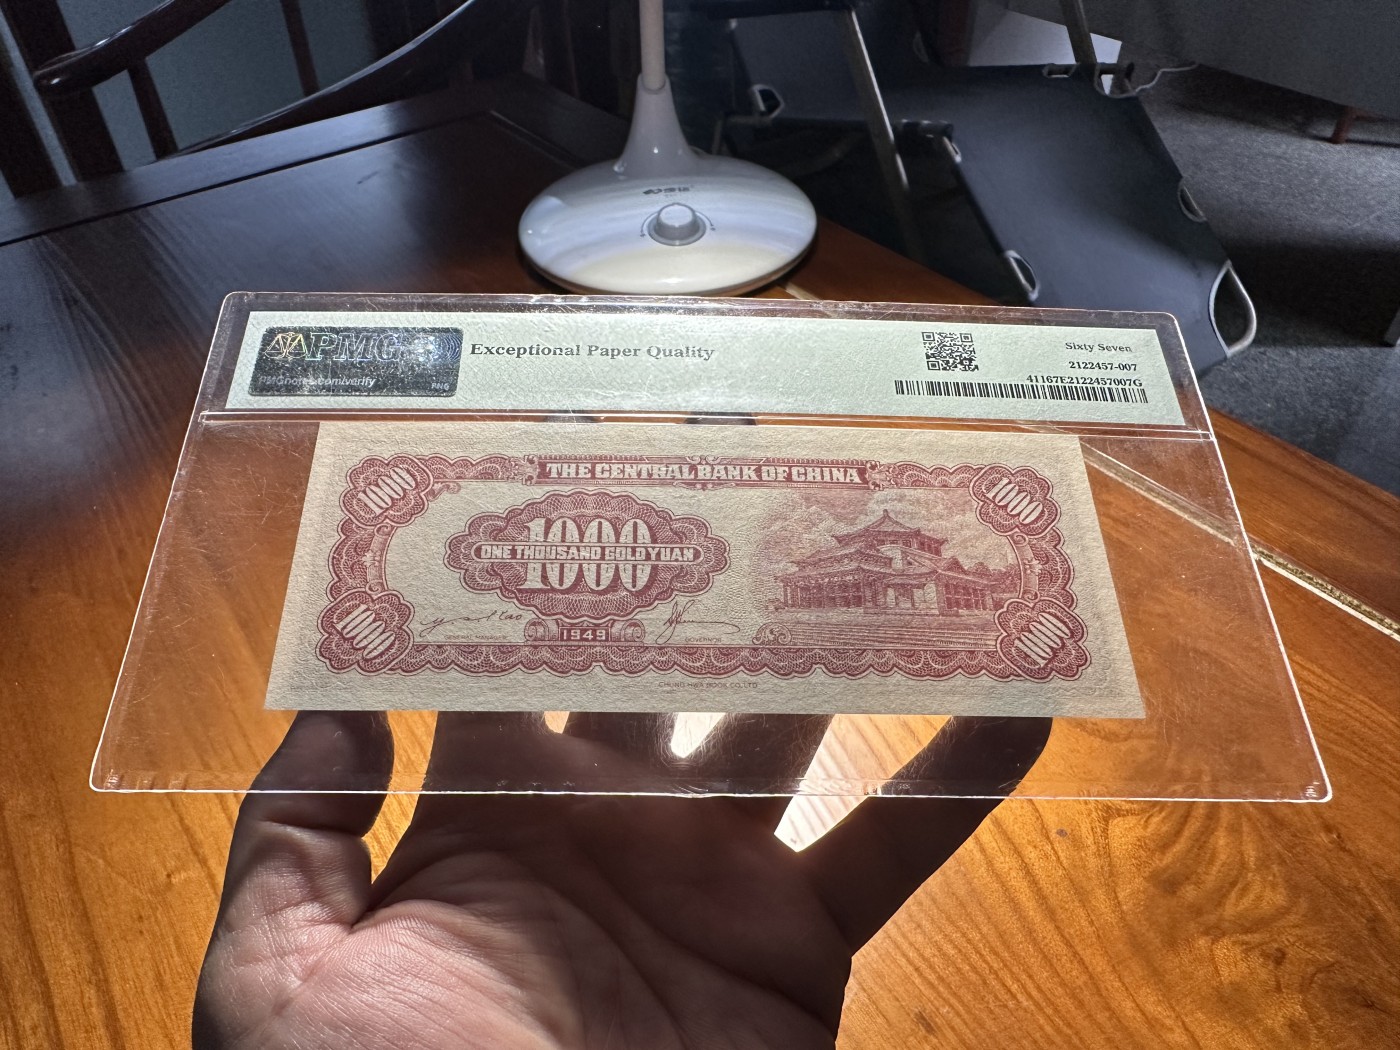 PMG
PMGnotes.com/verify
PNG
Exceptional Paper Quality
Sixty Seven
2122457-007
41167E2122457007G
THE CENTRAL BANK OF CHINA
1000
1000
1000
ONE THOUSAND GOLD YUAN
GENERAL MANAGER
1949
GOVERNOR
1000
1000
CHUNG HWA BOOK CO. LTD